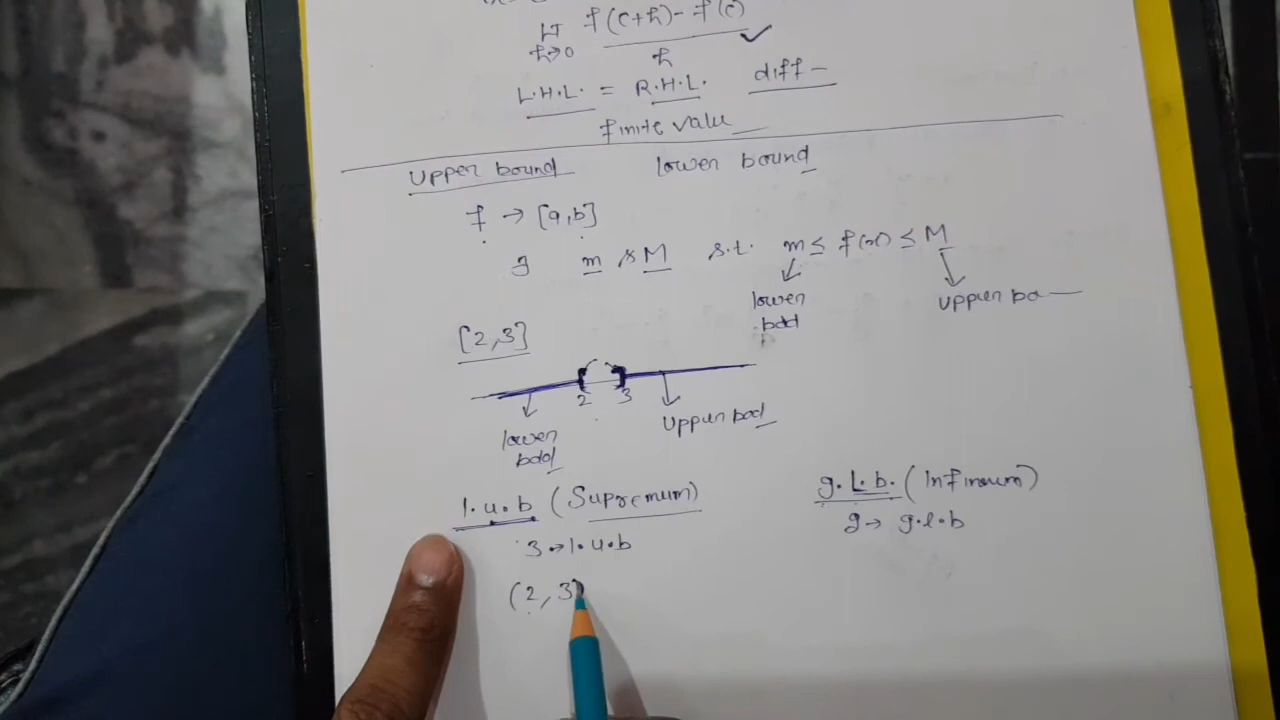 Lt f(c+h) - f(c)
h→0 h
L.H.L. = R.H.L. diff -
finite value
Upper bound lower bound
f → [a,b]
∃ m & M s.t. m ≤ f(x) ≤ M
lower bdd Upper bo
[2,3]
2 3
lower bdd Upper bdd
l.u.b (Supremum) g.L.b. (Infimum)
3 → l.u.b 2 → g.l.b
(2, 3)